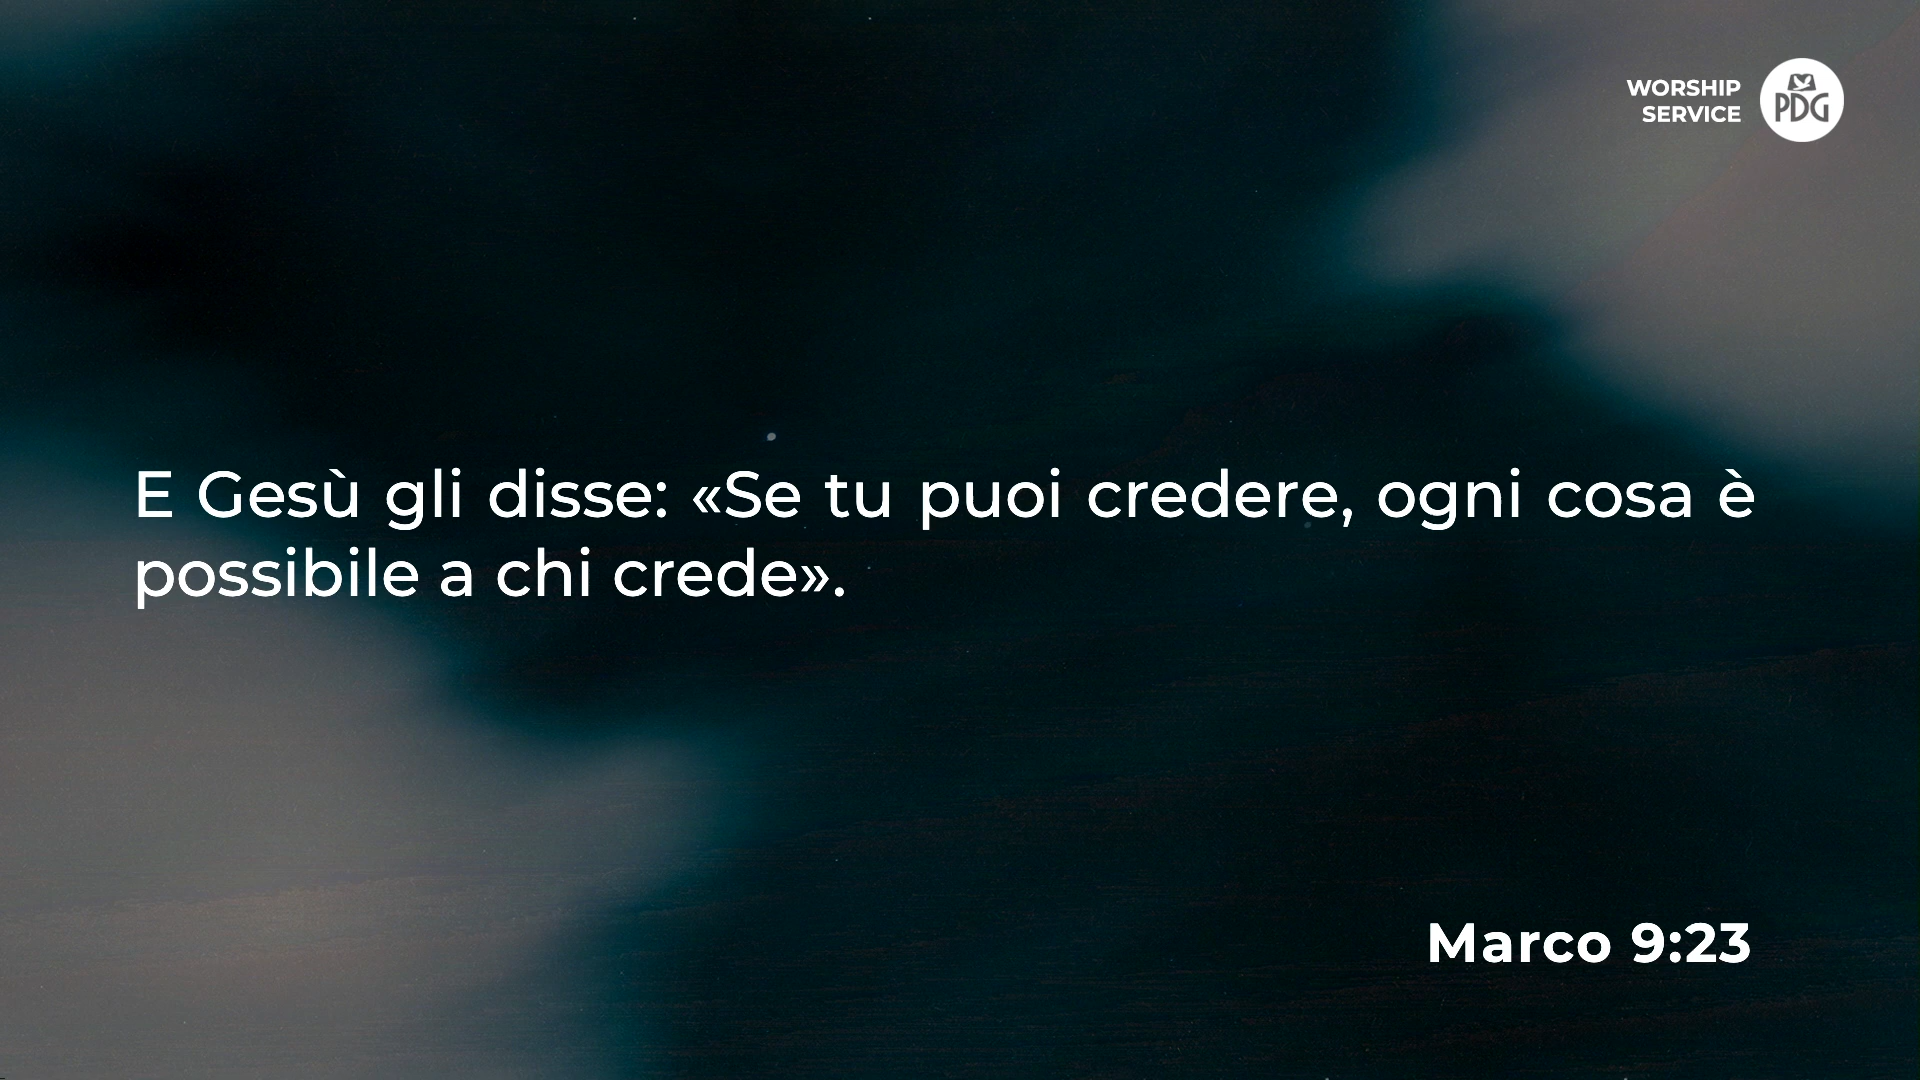 WORSHIP
SERVICE
PDG
E Gesù gli disse: «Se tu puoi credere, ogni cosa è
possibile a chi crede».
Marco 9:23